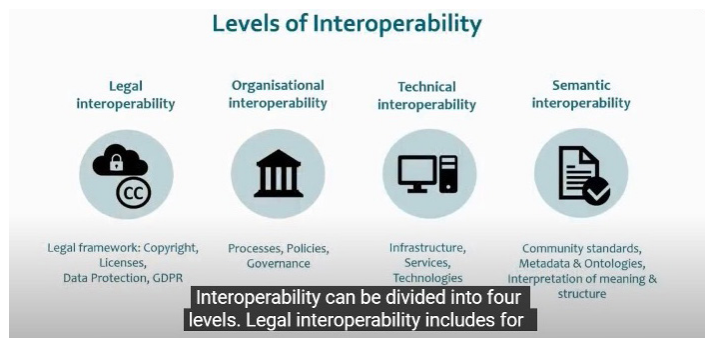 Levels of Interoperability
Legal
interoperability
Organisational
interoperability
Technical
interoperability
Semantic
interoperability
CC
Legal framework: Copyright,
Licenses,
Data Protection, GDPR
Processes, Policies,
Governance
Infrastructure,
Services,
Technologies
Community standards,
Metadata & Ontologies,
Interpretation of meaning &
structure
Interoperability can be divided into four
levels. Legal interoperability includes for